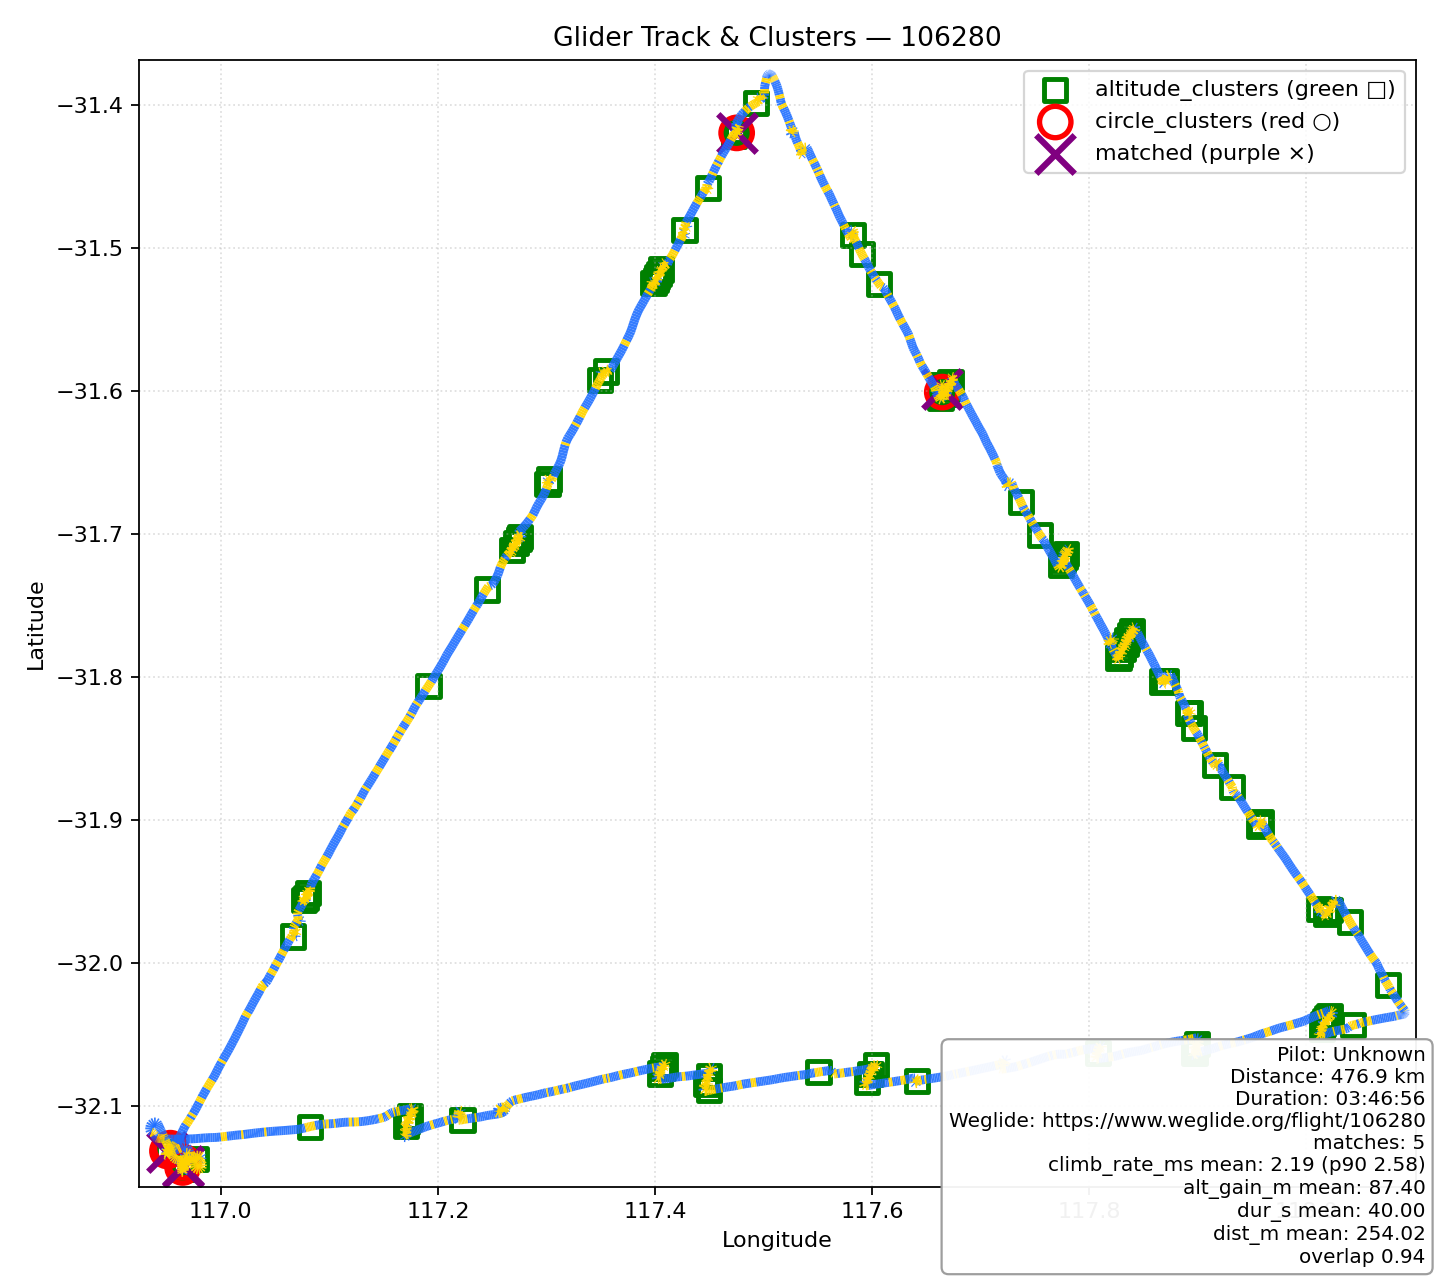 Glider Track & Clusters — 106280
altitude_clusters (green □)
circle_clusters (red ○)
matched (purple ×)
−31.4
−31.5
−31.6
−31.7
−31.8
−31.9
−32.0
−32.1
Latitude
117.0
117.2
117.4
117.6
117.8
Longitude
Pilot: Unknown
Distance: 476.9 km
Duration: 03:46:56
Weglide: https://www.weglide.org/flight/106280
matches: 5
climb_rate_ms mean: 2.19 (p90 2.58)
alt_gain_m mean: 87.40
dur_s mean: 40.00
dist_m mean: 254.02
overlap 0.94